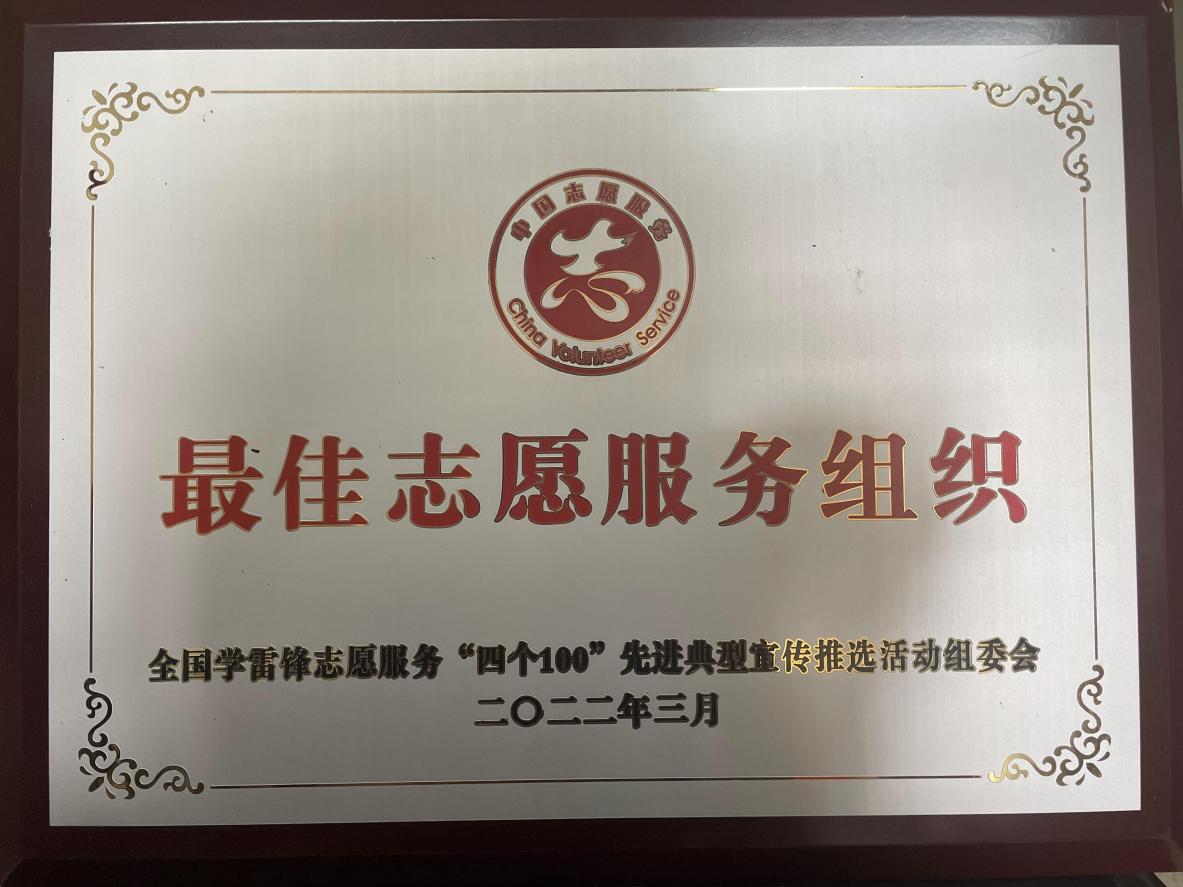 中国志愿服务
China Volunteer Service
最佳志愿服务组织
全国学雷锋志愿服务“四个100”先进典型宣传推选活动组委会
二〇二二年三月